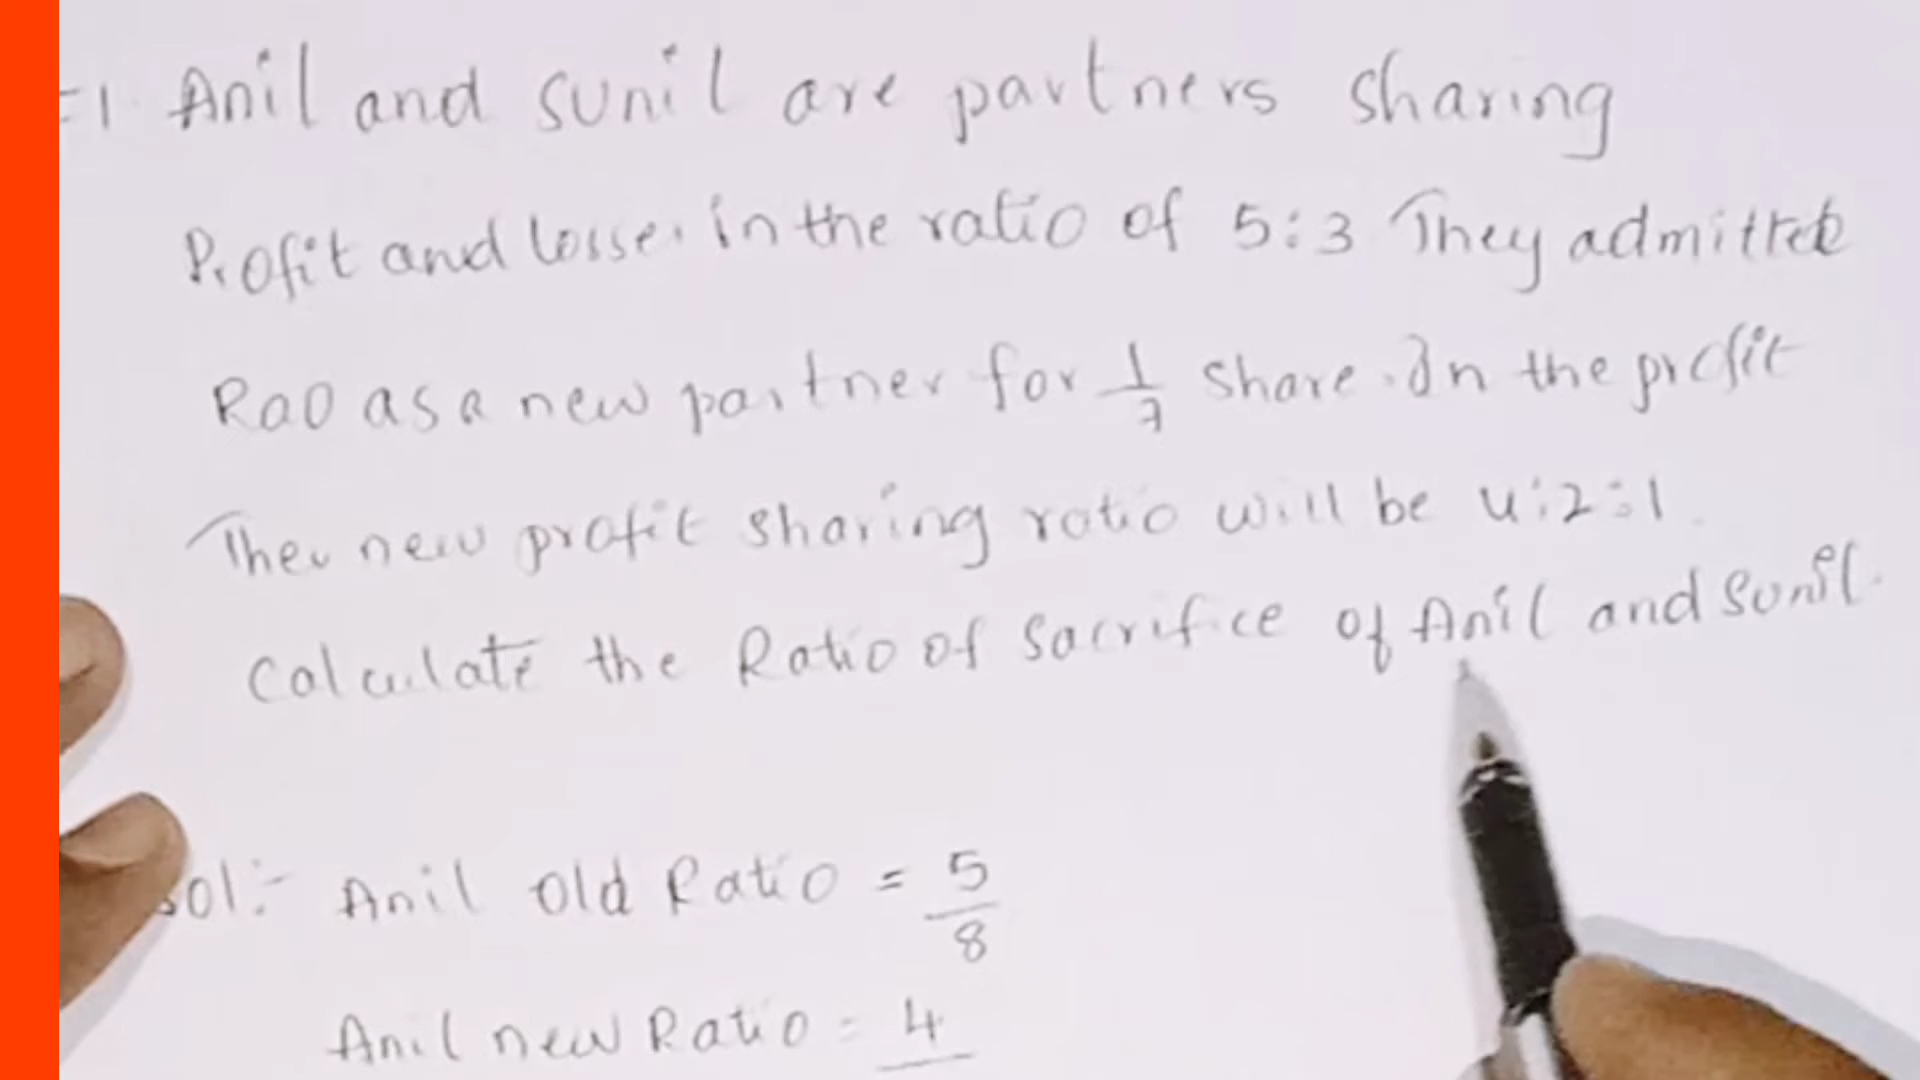 =1 Anil and sunil are partners sharing
Profit and losses in the ratio of 5:3 They admitted
Rao as a new partner for 1/7 share. In the profit
The new profit sharing ratio will be 4:2:1
Calculate the Ratio of Sacrifice of Anil and Sunil.
Sol:- Anil old Ratio = 5/8
Anil new Ratio = 4